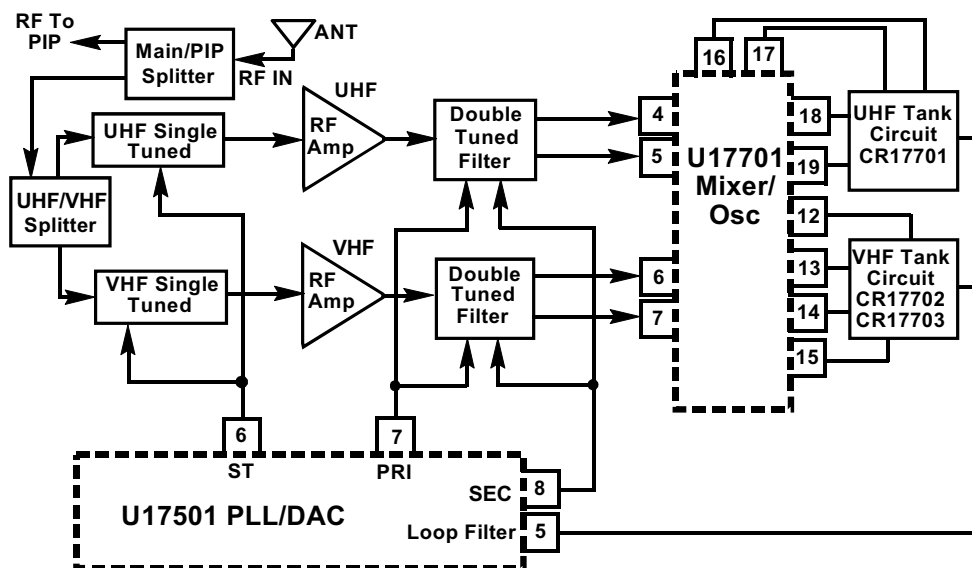 RF To
PIP
Main/PIP
Splitter
RF IN
ANT
UHF
UHF Single
Tuned
RF
Amp
Double
Tuned
Filter
UHF/VHF
Splitter
VHF
VHF Single
Tuned
RF
Amp
Double
Tuned
Filter
4
5
6
7
16
17
U17701
Mixer/
Osc
18
19
12
13
14
15
UHF Tank
Circuit
CR17701
VHF Tank
Circuit
CR17702
CR17703
6
ST
7
PRI
SEC
8
U17501 PLL/DAC
Loop Filter
5